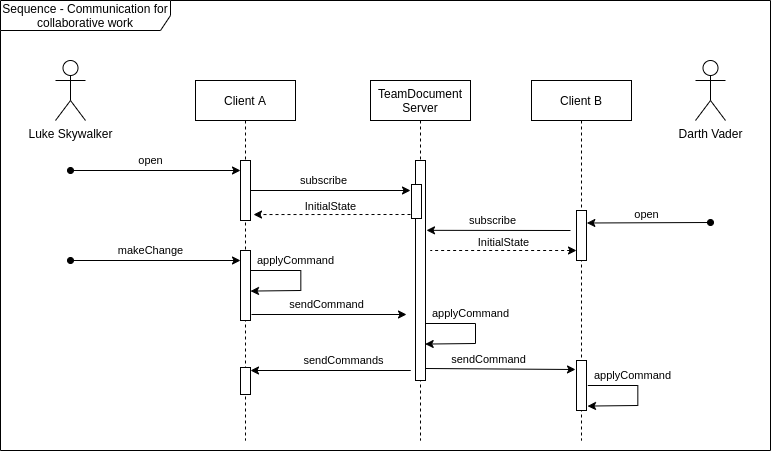 Sequence - Communication for
collaborative work
Luke Skywalker
Client A
TeamDocument
Server
Client B
Darth Vader
open
subscribe
InitialState
subscribe
open
InitialState
makeChange
applyCommand
sendCommand
applyCommand
sendCommands
sendCommand
applyCommand